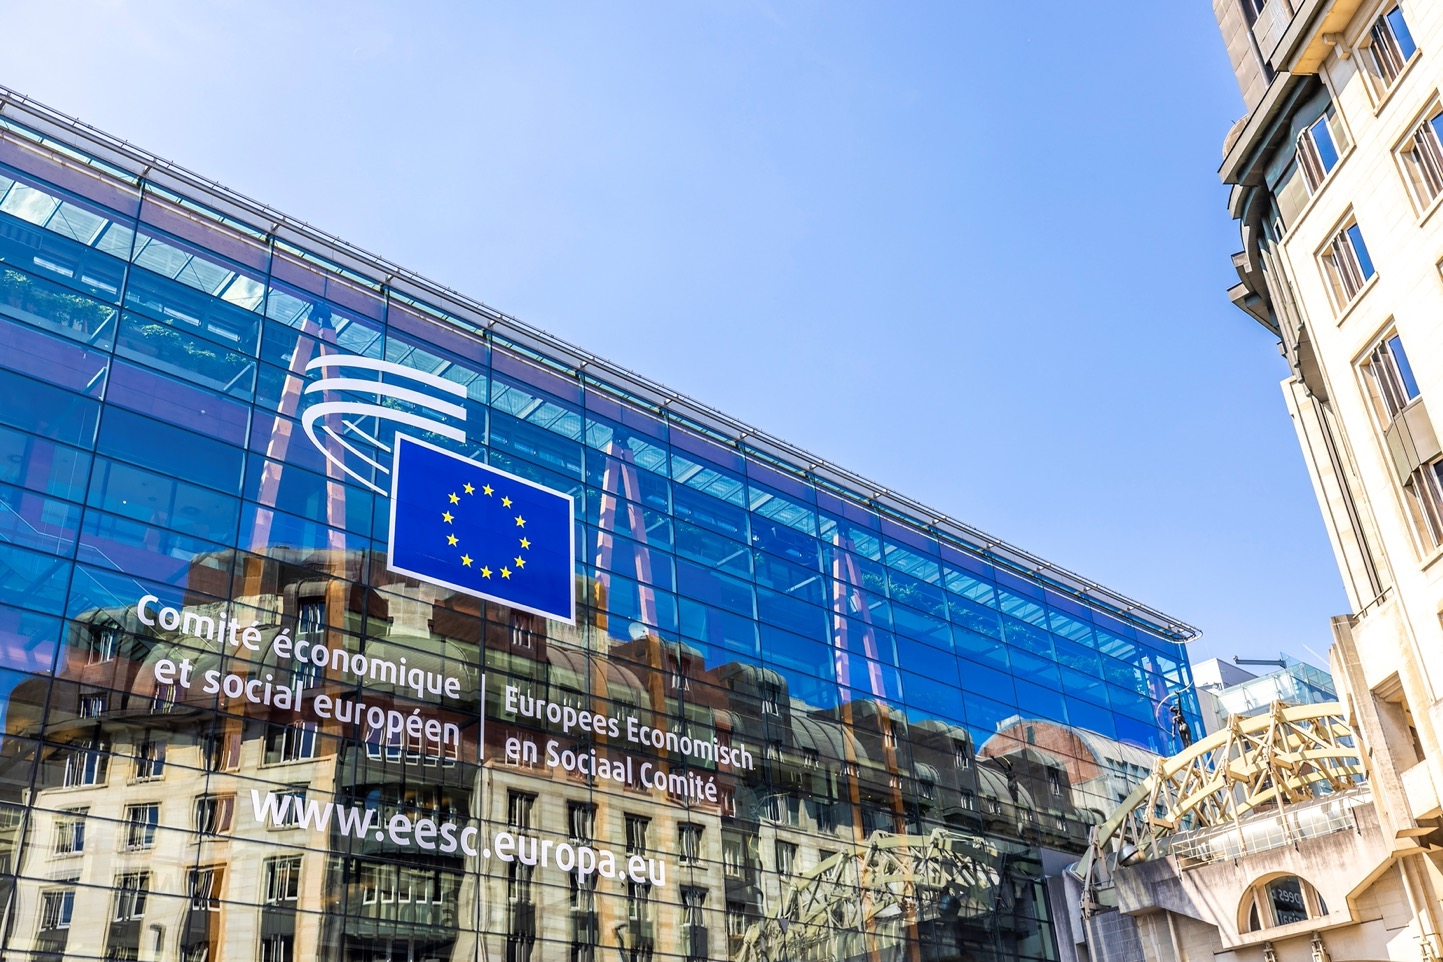 Comité économique
et social européen
Europees Economisch
en Sociaal Comité
www.eesc.europa.eu